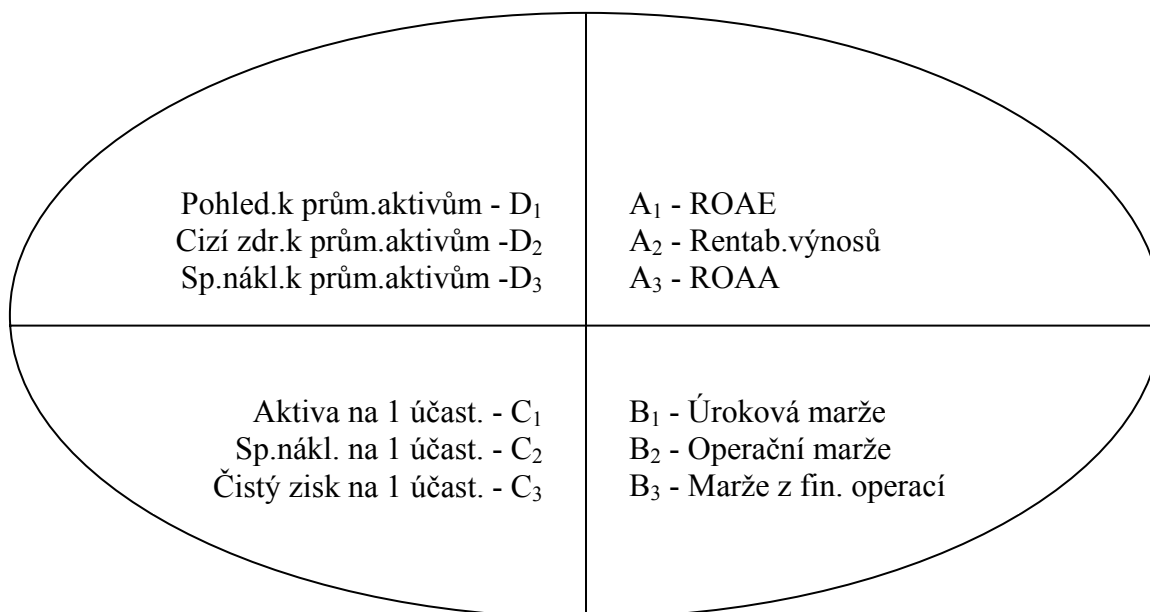 Pohled.k prům.aktivům - D₁
Cizí zdr.k prům.aktivům -D₂
Sp.nákl.k prům.aktivům -D₃
A₁ - ROAE
A₂ - Rentab.výnosů
A₃ - ROAA
Aktiva na 1 účast. - C₁
Sp.nákl. na 1 účast. - C₂
Čistý zisk na 1 účast. - C₃
B₁ - Úroková marže
B₂ - Operační marže
B₃ - Marže z fin. operací